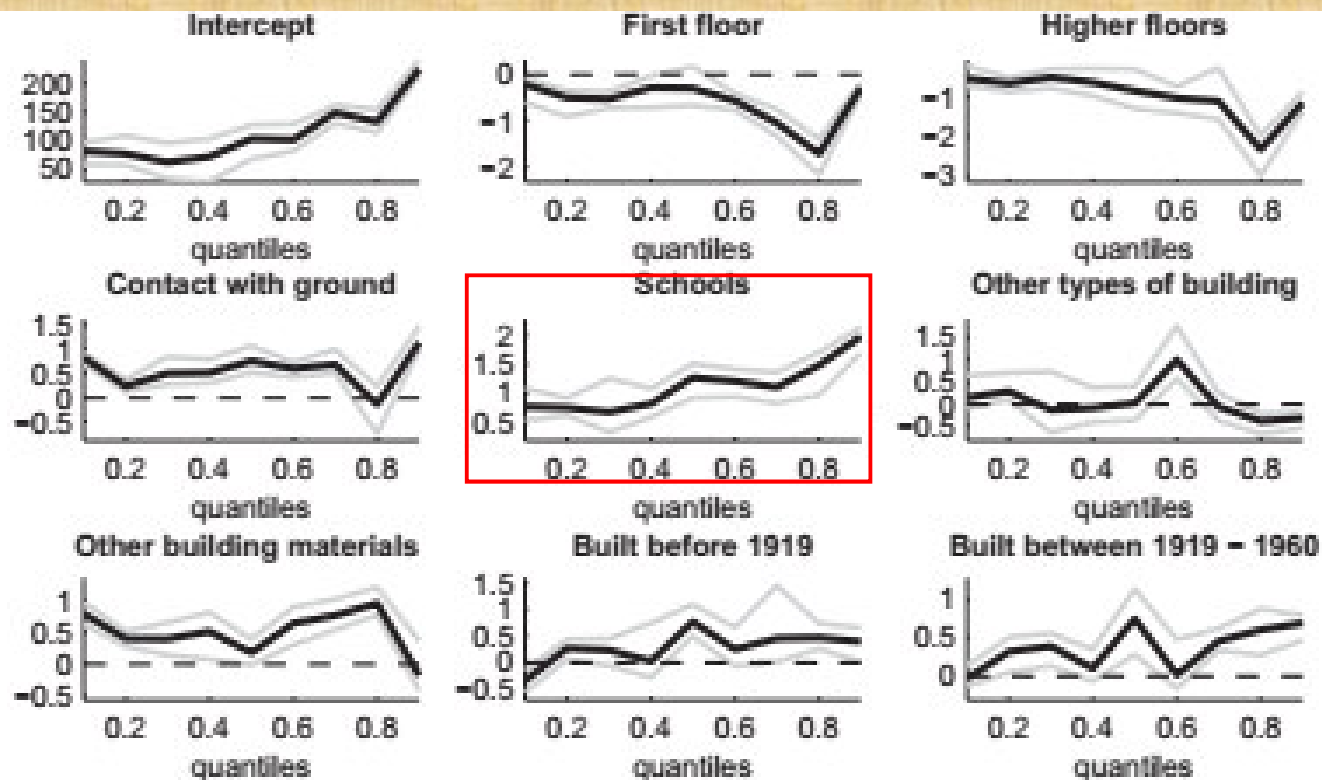 Intercept First floor Higher floors
200 0
150 −1
100 −1
50 −2
−2 −3
0.2 0.4 0.6 0.8 0.2 0.4 0.6 0.8 0.2 0.4 0.6 0.8
quantiles quantiles quantiles
Contact with ground Schools Other types of building
1.5 2 1.5
1 1.5 1
0.5 1 0.5
0 0.5 0
−0.5 −0.5
0.2 0.4 0.6 0.8 0.2 0.4 0.6 0.8 0.2 0.4 0.6 0.8
quantiles quantiles quantiles
Other building materials Built before 1919 Built between 1919 − 1960
1 1.5 1
0.5 1 0.5
0 0.5 0
−0.5 0
−0.5
0.2 0.4 0.6 0.8 0.2 0.4 0.6 0.8 0.2 0.4 0.6 0.8
quantiles quantiles quantiles